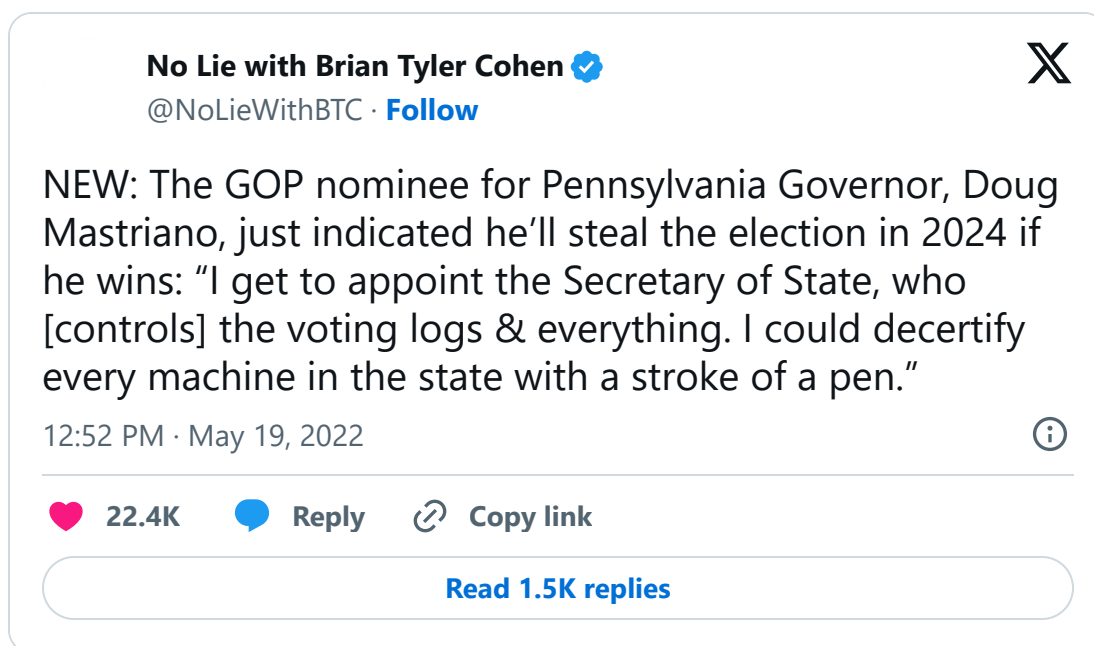 No Lie with Brian Tyler Cohen
@NoLieWithBTC · Follow
NEW: The GOP nominee for Pennsylvania Governor, Doug
Mastriano, just indicated he’ll steal the election in 2024 if
he wins: “I get to appoint the Secretary of State, who
[controls] the voting logs & everything. I could decertify
every machine in the state with a stroke of a pen.”
12:52 PM · May 19, 2022
22.4K Reply Copy link
Read 1.5K replies